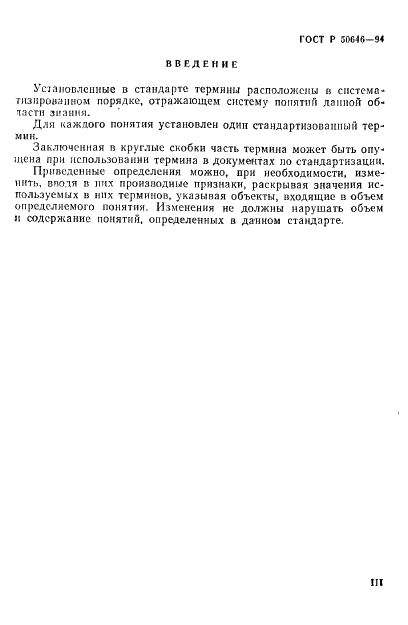 ГОСТ Р 50646—94
ВВЕДЕНИЕ
Установленные в стандарте термины расположены в система-
тизированном порядке, отражающем систему понятий данной об-
ласти знания.
Для каждого понятия установлен один стандартизованный тер-
мин.
Заключенная в круглые скобки часть термина может быть опу-
щена при использовании термина в документах по стандартизации.
Приведенные определения можно, при необходимости, изме-
нить, вводя в них производные признаки, раскрывая значения ис-
пользуемых в них терминов, указывая объекты, входящие в объем
определяемого понятия. Изменения не должны нарушать объем
и содержание понятий, определенных в данном стандарте.
III